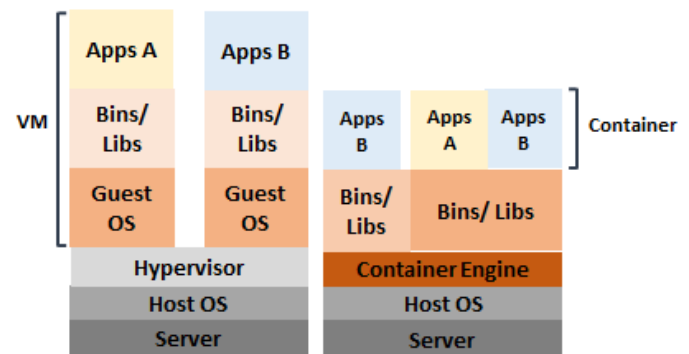 VM
Apps A
Apps B
Bins/
Libs
Bins/
Libs
Guest
OS
Guest
OS
Hypervisor
Host OS
Server
Apps
B
Apps
A
Apps
B
Container
Bins/
Libs
Bins/ Libs
Container Engine
Host OS
Server